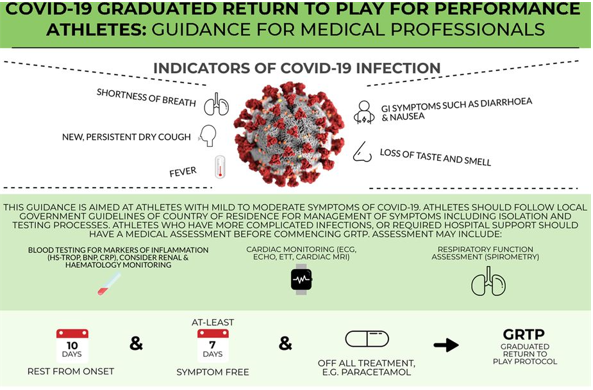 COVID-19 GRADUATED RETURN TO PLAY FOR PERFORMANCE
ATHLETES: GUIDANCE FOR MEDICAL PROFESSIONALS
INDICATORS OF COVID-19 INFECTION
SHORTNESS OF BREATH
NEW, PERSISTENT DRY COUGH
FEVER
GI SYMPTOMS SUCH AS DIARRHOEA
& NAUSEA
LOSS OF TASTE AND SMELL
THIS GUIDANCE IS AIMED AT ATHLETES WITH MILD TO MODERATE SYMPTOMS OF COVID-19. ATHLETES SHOULD FOLLOW LOCAL
GOVERNMENT GUIDELINES OF COUNTRY OF RESIDENCE FOR MANAGEMENT OF SYMPTOMS INCLUDING ISOLATION AND
TESTING PROCESSES. ATHLETES WHO HAVE MORE COMPLICATED INFECTIONS, OR REQUIRED HOSPITAL SUPPORT SHOULD
HAVE A MEDICAL ASSESSMENT BEFORE COMMENCING GRTP. ASSESSMENT MAY INCLUDE:
BLOOD TESTING FOR MARKERS OF INFLAMMATION
(HS-TROP, BNP, CRP), CONSIDER RENAL &
HAEMATOLOGY MONITORING
CARDIAC MONITORING (ECG,
ECHO, ETT, CARDIAC MRI)
RESPIRATORY FUNCTION
ASSESSMENT (SPIROMETRY)
10
DAYS
REST FROM ONSET
&
AT-LEAST
7
DAYS
SYMPTOM FREE
&
OFF ALL TREATMENT,
E.G. PARACETAMOL
GRTP
GRADUATED
RETURN TO
PLAY PROTOCOL